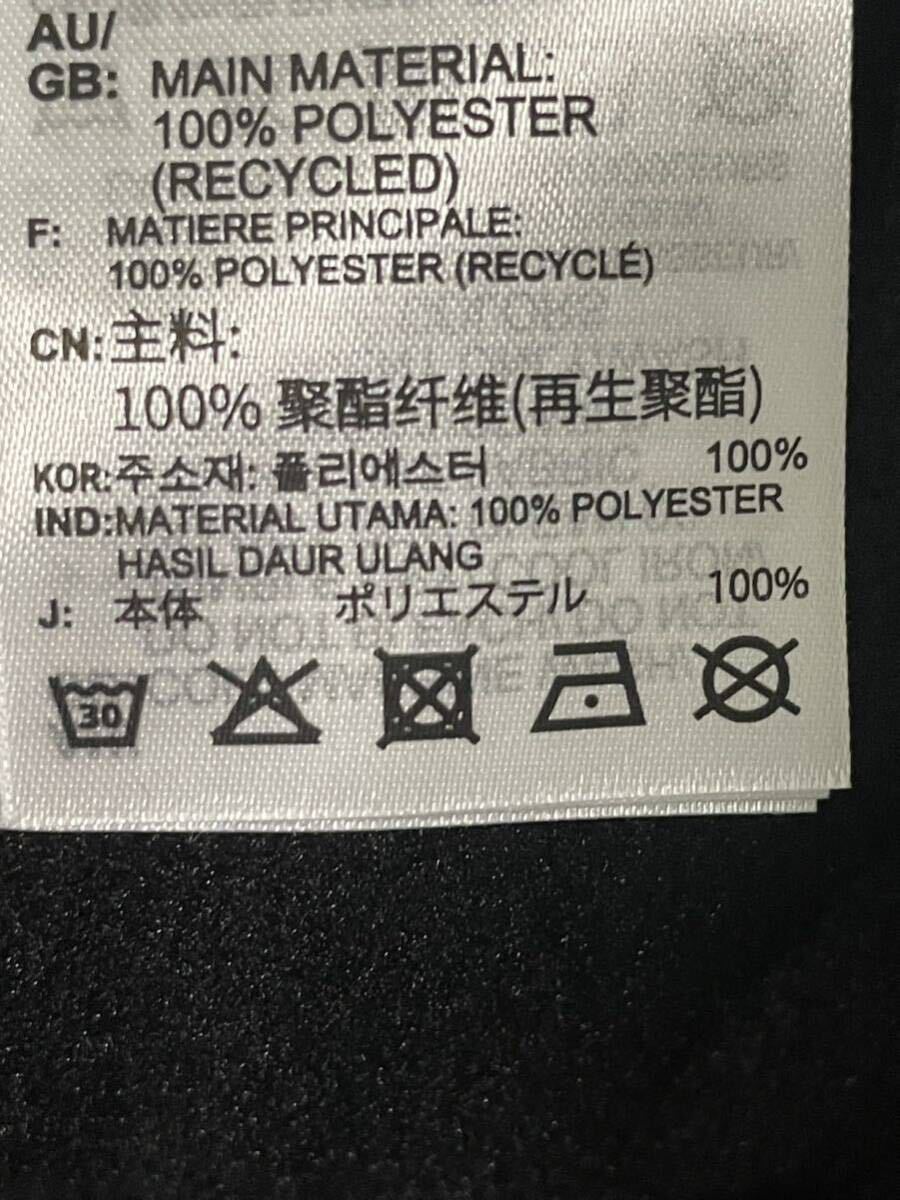 AU/
GB: MAIN MATERIAL:
100% POLYESTER
(RECYCLED)
F: MATIERE PRINCIPALE:
100% POLYESTER (RECYCLÉ)
CN: 主料:
100% 聚酯纤维(再生聚酯)
KOR:주소재: 폴리에스터 100%
IND:MATERIAL UTAMA: 100% POLYESTER
HASIL DAUR ULANG
J: 本体 ポリエステル 100%
30